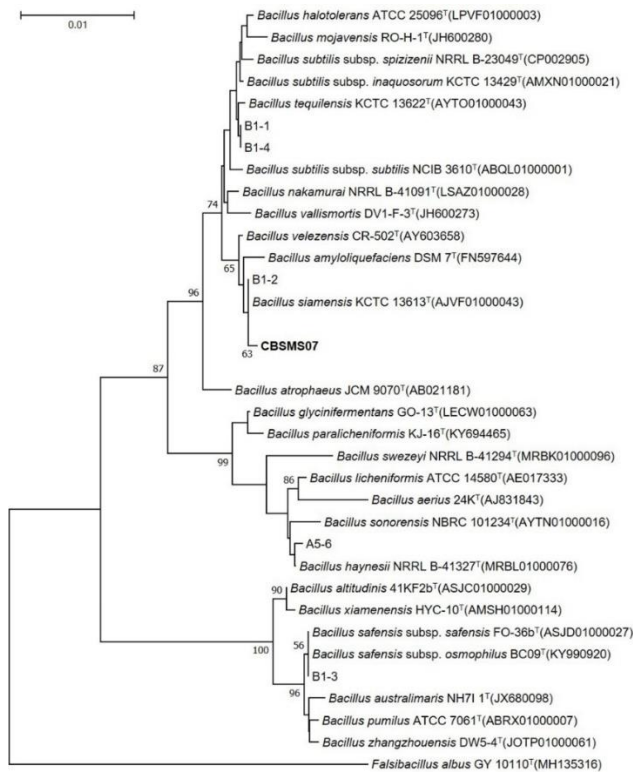 0.01
Bacillus halotolerans ATCC 25096ᵀ(LPVF01000003)
Bacillus mojavensis RO-H-1ᵀ(JH600280)
Bacillus subtilis subsp. spizizenii NRRL B-23049ᵀ(CP002905)
Bacillus subtilis subsp. inaquosorum KCTC 13429ᵀ(AMXN01000021)
Bacillus tequilensis KCTC 13622ᵀ(AYTO01000043)
B1-1
B1-4
Bacillus subtilis subsp. subtilis NCIB 3610ᵀ(ABQL01000001)
Bacillus nakamurai NRRL B-41091ᵀ(LSAZ01000028)
74
Bacillus vallismortis DV1-F-3ᵀ(JH600273)
Bacillus velezensis CR-502ᵀ(AY603658)
Bacillus amyloliquefaciens DSM 7ᵀ(FN597644)
65
B1-2
96
Bacillus siamensis KCTC 13613ᵀ(AJVF01000043)
CBSMS07
63
87
Bacillus atrophaeus JCM 9070ᵀ(AB021181)
Bacillus glycinifermentans GO-13ᵀ(LECW01000063)
Bacillus paralicheniformis KJ-16ᵀ(KY694465)
99
Bacillus swezeyi NRRL B-41294ᵀ(MRBK01000096)
86
Bacillus licheniformis ATCC 14580ᵀ(AE017333)
Bacillus aerius 24Kᵀ(AJ831843)
Bacillus sonorensis NBRC 101234ᵀ(AYTN01000016)
A5-6
Bacillus haynesii NRRL B-41327ᵀ(MRBL01000076)
90
Bacillus altitudinis 41KF2bᵀ(ASJC01000029)
Bacillus xiamenensis HYC-10ᵀ(AMSH01000114)
Bacillus safensis subsp. safensis FO-36bᵀ(ASJD01000027)
56
100
Bacillus safensis subsp. osmophilus BC09ᵀ(KY990920)
B1-3
96
Bacillus australimaris NH7I 1ᵀ(JX680098)
Bacillus pumilus ATCC 7061ᵀ(ABRX01000007)
Bacillus zhangzhouensis DW5-4ᵀ(JOTP01000061)
Falsibacillus albus GY 10110ᵀ(MH135316)